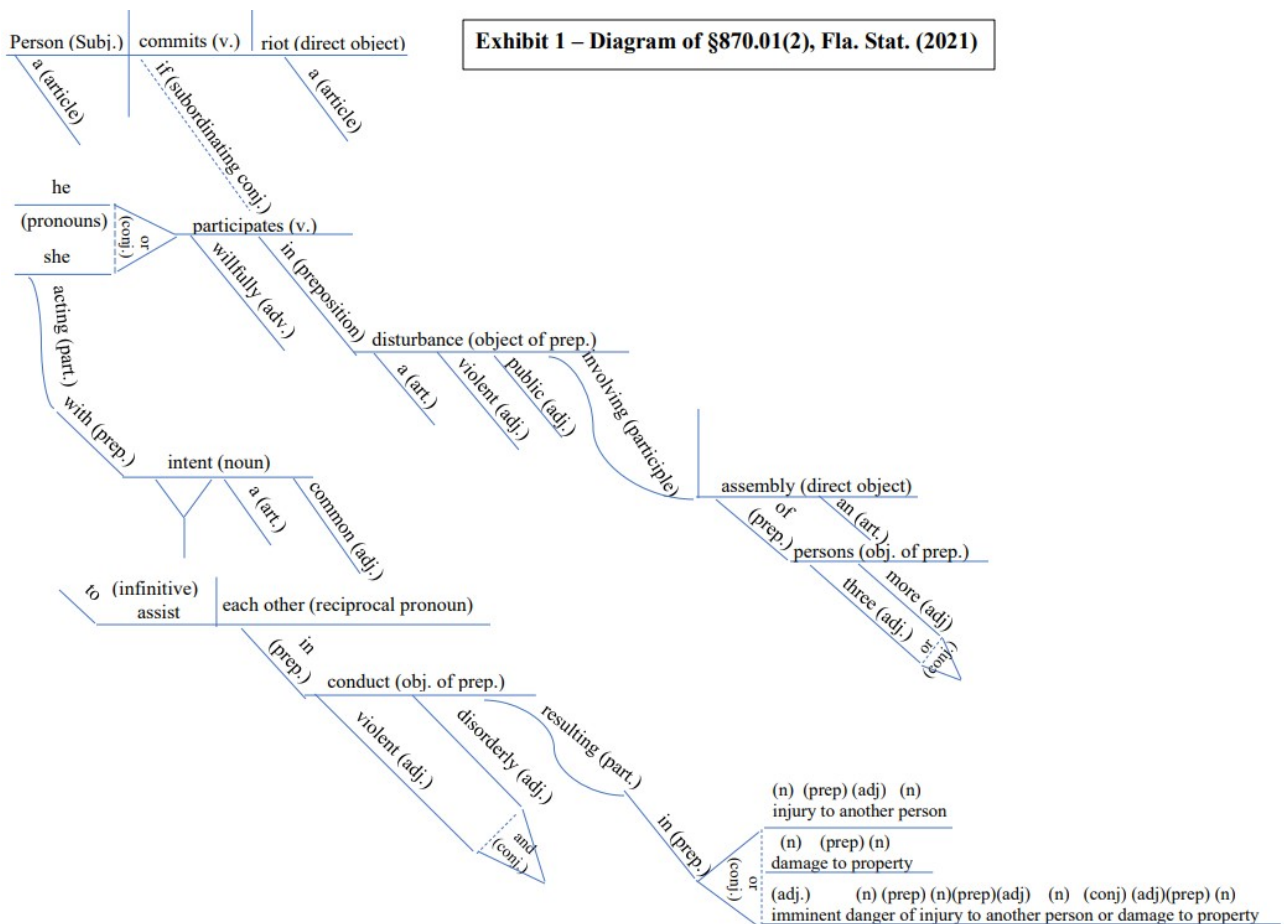 Exhibit 1 – Diagram of §870.01(2), Fla. Stat. (2021)
Person (Subj.)
commits (v.)
riot (direct object)
a (article)
if (subordinating conj.)
a (article)
he
(pronouns)
she
or
(conj.)
participates (v.)
willfully (adv.)
in (preposition)
disturbance (object of prep.)
a (art.)
violent (adj.)
public (adj.)
involving (participle)
assembly (direct object)
an (art.)
of
(prep.)
persons (obj. of prep.)
three (adj.)
more (adj)
or
(conj.)
acting (part.)
with (prep.)
intent (noun)
a (art.)
common (adj.)
to
(infinitive)
assist
each other (reciprocal pronoun)
in
(prep.)
conduct (obj. of prep.)
violent (adj.)
disorderly (adj.)
and
(conj.)
resulting (part.)
in (prep.)
or
(conj.)
(n) (prep) (adj) (n)
injury to another person
(n) (prep) (n)
damage to property
(adj.) (n) (prep) (n)(prep)(adj) (n) (conj) (adj)(prep) (n)
imminent danger of injury to another person or damage to property